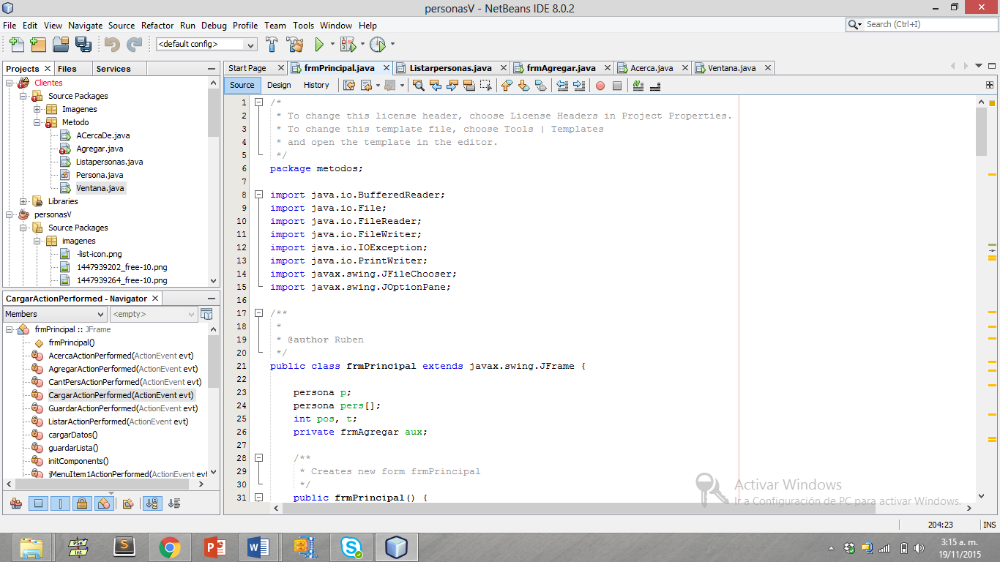 personasV - NetBeans IDE 8.0.2
File Edit View Navigate Source Refactor Run Debug Profile Team Tools Window Help
Search (Ctrl+I)
<default config>
Projects Files Services
Clientes
Source Packages
Imagenes
Metodo
ACercaDe.java
Agregar.java
Listapersonas.java
Persona.java
Ventana.java
Libraries
personasV
Source Packages
imagenes
-list-icon.png
1447939202_free-10.png
1447939264_free-10.png
CargarActionPerformed - Navigator
Members <empty>
frmPrincipal :: JFrame
frmPrincipal()
AcercaActionPerformed(ActionEvent evt)
AgregarActionPerformed(ActionEvent evt)
CantPersActionPerformed(ActionEvent evt)
CargarActionPerformed(ActionEvent evt)
GuardarActionPerformed(ActionEvent evt)
ListarActionPerformed(ActionEvent evt)
cargarDatos()
guardarLista()
initComponents()
jMenuItem1ActionPerformed(ActionEvent evt
Start Page frmPrincipal.java Listarpersonas.java frmAgregar.java Acerca.java Ventana.java
Source Design History
1 /*
2 * To change this license header, choose License Headers in Project Properties.
3 * To change this template file, choose Tools | Templates
4 * and open the template in the editor.
5 */
6 package metodos;
7
8 import java.io.BufferedReader;
9 import java.io.File;
10 import java.io.FileReader;
11 import java.io.FileWriter;
12 import java.io.IOException;
13 import java.io.PrintWriter;
14 import javax.swing.JFileChooser;
15 import javax.swing.JOptionPane;
16
17 /**
18 *
19 * @author Ruben
20 */
21 public class frmPrincipal extends javax.swing.JFrame {
22
23 persona p;
24 persona pers[];
25 int pos, t;
26 private frmAgregar aux;
27
28 /**
29 * Creates new form frmPrincipal
30 */
31 public frmPrincipal() {
Activar Windows
Ir a Configuración de PC para activar Windows.
204:23 INS
PSe
Int
3:15 a. m.
19/11/2015